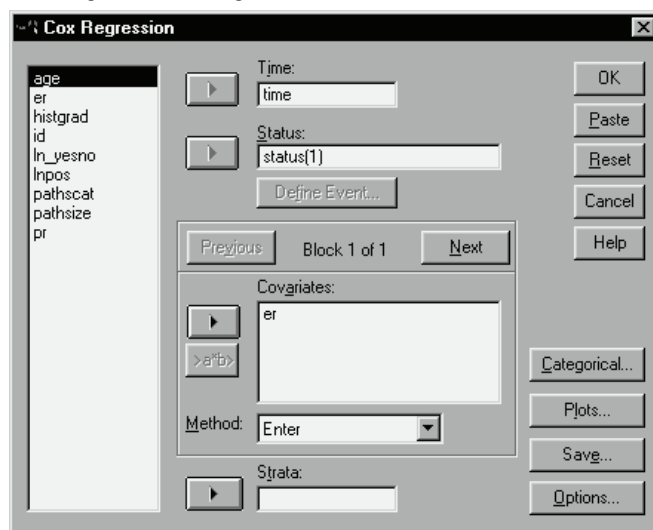 Cox Regression
age
er
histgrad
id
ln_yesno
lnpos
pathscat
pathsize
pr
Time:
time
Status:
status(1)
Define Event...
Previous
Block 1 of 1
Next
Covariates:
er
>a*b>
Method:
Enter
Strata:
OK
Paste
Reset
Cancel
Help
Categorical...
Plots...
Save...
Options...